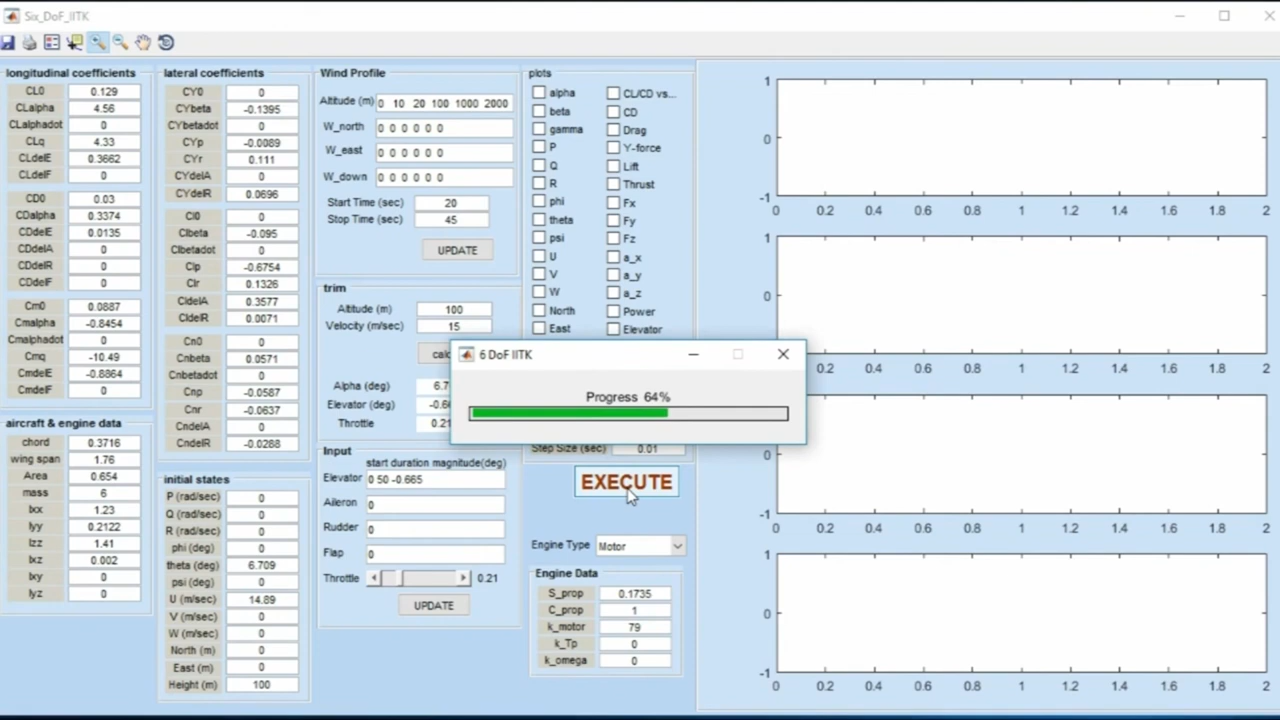 Six_DoF_IITK
longitudinal coefficients
CL0 0.129
CLalpha 4.56
CLalphadot 0
CLq 4.33
CLdelE 0.3662
CLdelF 0
CD0 0.03
CDalpha 0.3374
CDdelE 0.0135
CDdelA 0
CDdelR 0
CDdelF 0
Cm0 0.0887
Cmalpha -0.8454
Cmalphadot 0
Cmq -10.49
CmdelE -0.8864
CmdelF 0
aircraft & engine data
chord 0.3716
wing span 1.76
Area 0.654
mass 6
Ixx 1.23
Iyy 0.2122
Izz 1.41
Ixz 0.002
Ixy 0
Iyz 0
lateral coefficients
CY0 0
CYbeta -0.1395
CYbetadot 0
CYp -0.0089
CYr 0.111
CYdelA 0
CYdelR 0.0696
Cl0 0
Clbeta -0.095
Clbetadot 0
Clp -0.6754
Clr 0.1326
CldelA 0.3577
CldelR 0.0071
Cn0 0
Cnbeta 0.0571
Cnbetadot 0
Cnp -0.0587
Cnr -0.0637
CndelA 0
CndelR -0.0288
initial states
P (rad/sec) 0
Q (rad/sec) 0
R (rad/sec) 0
phi (deg) 0
theta (deg) 6.709
psi (deg) 0
U (m/sec) 14.89
V (m/sec) 0
W (m/sec) 0
North (m) 0
East (m) 0
Height (m) 100
Wind Profile
Altitude (m) 0 10 20 100 1000 2000
W_north 0 0 0 0 0 0
W_east 0 0 0 0 0 0
W_down 0 0 0 0 0 0
Start Time (sec) 20
Stop Time (sec) 45
UPDATE
trim
Altitude (m) 100
Velocity (m/sec) 15
Alpha (deg) 6.7
Elevator (deg) -0.6
Throttle 0.21
Input
start duration magnitude(deg)
Elevator 0 50 -0.665
Aileron 0
Rudder 0
Flap 0
Throttle 0.21
UPDATE
plots
alpha CL/CD vs...
beta CD
gamma Drag
P Y-force
Q Lift
R Thrust
phi Fx
theta Fy
psi Fz
U a_x
V a_y
W a_z
North Power
East Elevator
6 DoF IITK
Progress 64%
Step Size (sec) 0.01
EXECUTE
Engine Type Motor
Engine Data
S_prop 0.1735
C_prop 1
k_motor 79
k_Tp 0
k_omega 0
1
0
-1
0 0.2 0.4 0.6 0.8 1 1.2 1.4 1.6 1.8 2
1
0
0.2 0.4 0.6 0.8 1 1.2 1.4 1.6 1.8 2
0
-1
0 0.2 0.4 0.6 0.8 1 1.2 1.4 1.6 1.8 2
1
0
-1
0 0.2 0.4 0.6 0.8 1 1.2 1.4 1.6 1.8 2